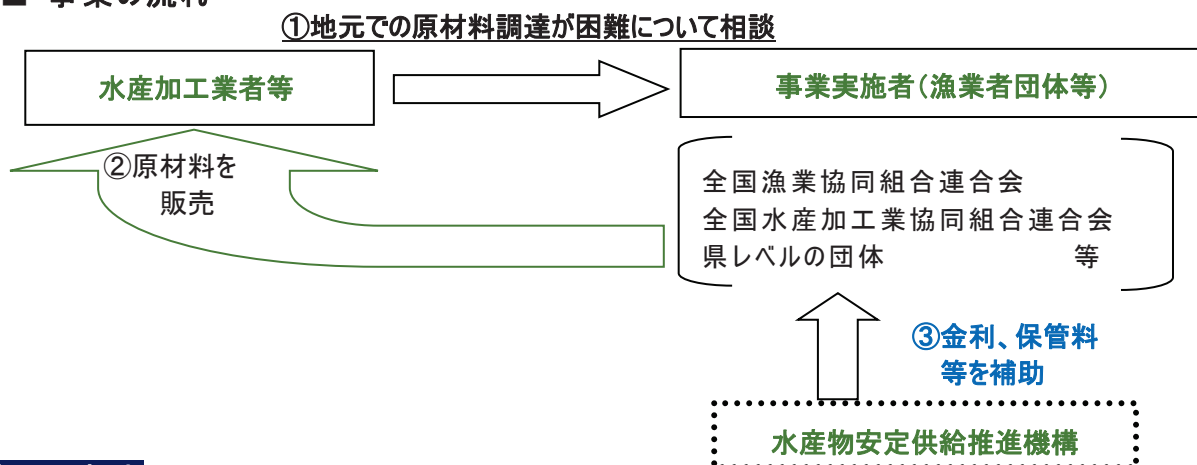 ■ 事業の流れ
①地元での原材料調達が困難について相談
水産加工業者等
事業実施者(漁業者団体等)
②原材料を
販売
全国漁業協同組合連合会
全国水産加工業協同組合連合会
県レベルの団体 等
③金利、保管料
等を補助
水産物安定供給推進機構